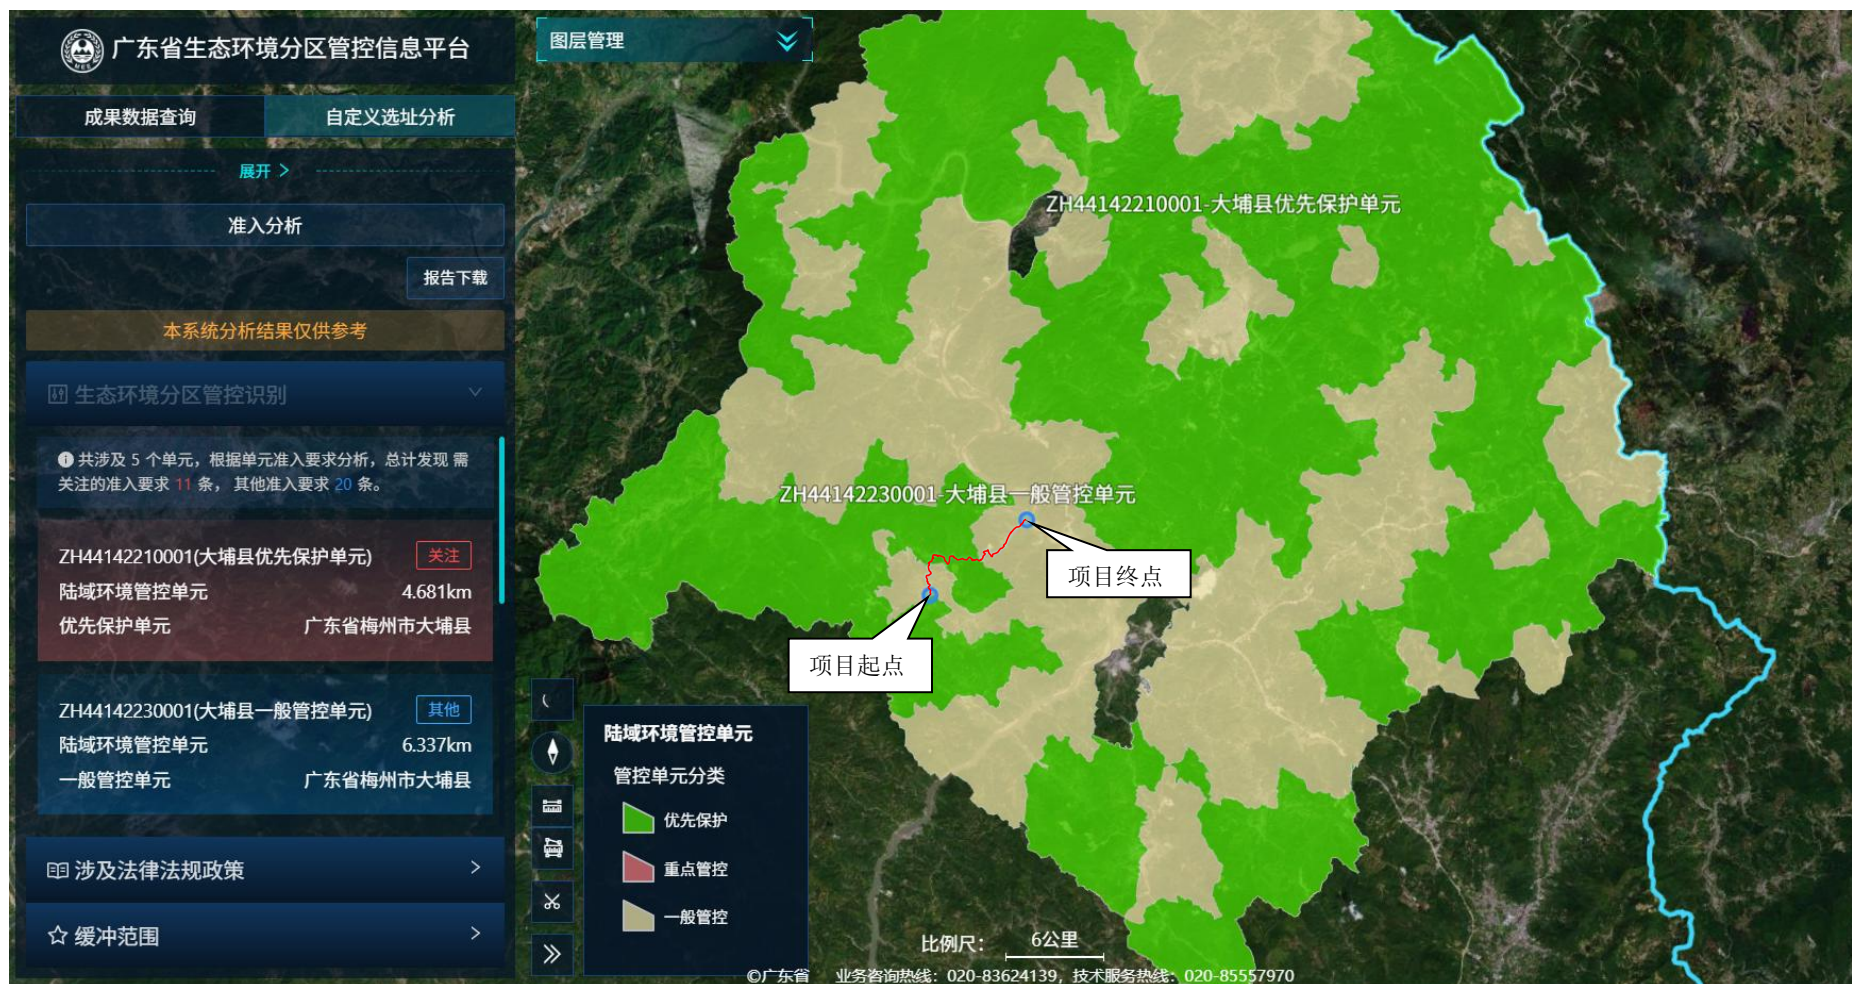 广东省生态环境分区管控信息平台
图层管理
成果数据查询
自定义选址分析
展开 >
准入分析
报告下载
本系统分析结果仅供参考
生态环境分区管控识别
共涉及 5 个单元，根据单元准入要求分析，总计发现 需
关注的准入要求 11 条， 其他准入要求 20 条。
ZH44142210001(大埔县优先保护单元)
关注
陆域环境管控单元
4.681km
优先保护单元
广东省梅州市大埔县
ZH44142230001(大埔县一般管控单元)
其他
陆域环境管控单元
6.337km
一般管控单元
广东省梅州市大埔县
涉及法律法规政策
缓冲范围
ZH44142210001-大埔县优先保护单元
ZH44142230001-大埔县一般管控单元
项目终点
项目起点
陆域环境管控单元
管控单元分类
优先保护
重点管控
一般管控
比例尺：
6公里
©广东省
业务咨询热线：020-83624139，技术服务热线：020-85557970